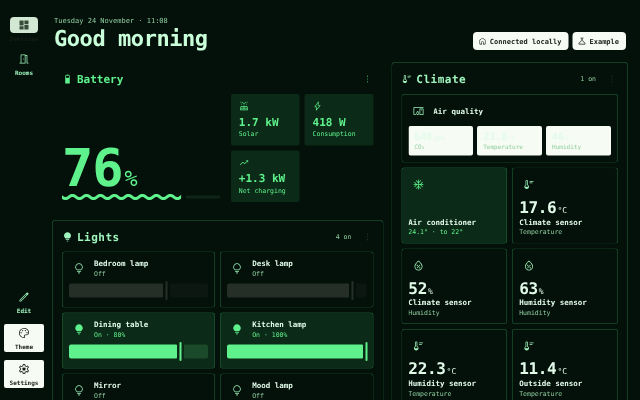 Tuesday 24 November · 11:08
Good morning
Connected locally
Example
Rooms
Edit
Theme
Settings
Battery
76%
1.7 kW
Solar
418 W
Consumption
+1.3 kW
Net charging
Lights
4 on
Bedroom lamp
Off
Desk lamp
Off
Dining table
On · 80%
Kitchen lamp
On · 100%
Mirror
Off
Mood lamp
Off
Climate
1 on
Air quality
CO₂
Temperature
Humidity
Air conditioner
24.1° · to 22°
17.6°C
Climate sensor
Temperature
52%
Climate sensor
Humidity
63%
Humidity sensor
Humidity
22.3°C
Humidity sensor
Temperature
11.4°C
Outside sensor
Temperature